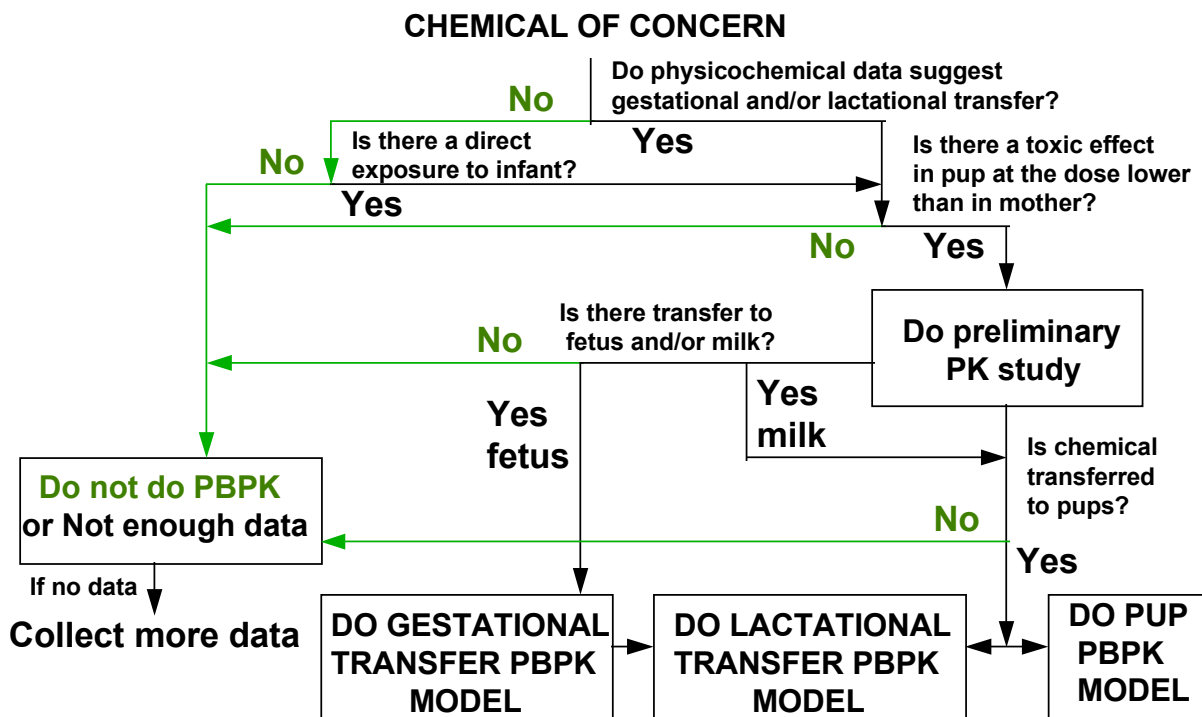 CHEMICAL OF CONCERN
Do physicochemical data suggest
gestational and/or lactational transfer?
No
Yes
Is there a direct
exposure to infant?
No
Yes
Is there a toxic effect
in pup at the dose lower
than in mother?
No
Yes
Is there transfer to
fetus and/or milk?
No
Do preliminary
PK study
Yes
fetus
Yes
milk
Is chemical
transferred
to pups?
No
Yes
Do not do PBPK
or Not enough data
If no data
Collect more data
DO GESTATIONAL
TRANSFER PBPK
MODEL
DO LACTATIONAL
TRANSFER PBPK
MODEL
DO PUP
PBPK
MODEL